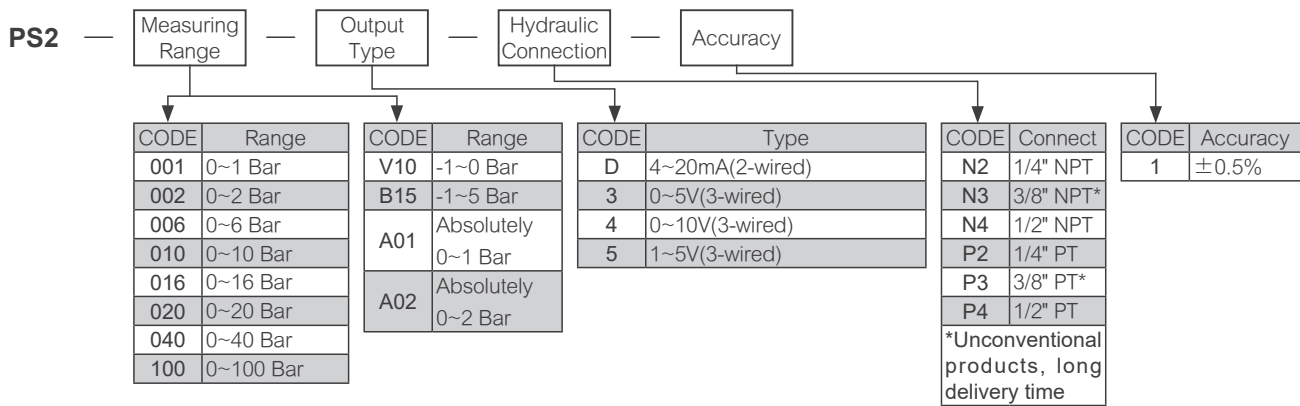 PS2 — Measuring Range — Output Type — Hydraulic Connection — Accuracy
CODE Range
001 0~1 Bar
002 0~2 Bar
006 0~6 Bar
010 0~10 Bar
016 0~16 Bar
020 0~20 Bar
040 0~40 Bar
100 0~100 Bar
CODE Range
V10 -1~0 Bar
B15 -1~5 Bar
A01 Absolutely
0~1 Bar
A02 Absolutely
0~2 Bar
CODE Type
D 4~20mA(2-wired)
3 0~5V(3-wired)
4 0~10V(3-wired)
5 1~5V(3-wired)
CODE Connect
N2 1/4" NPT
N3 3/8" NPT*
N4 1/2" NPT
P2 1/4" PT
P3 3/8" PT*
P4 1/2" PT
*Unconventional
products, long
delivery time
CODE Accuracy
1 ±0.5%